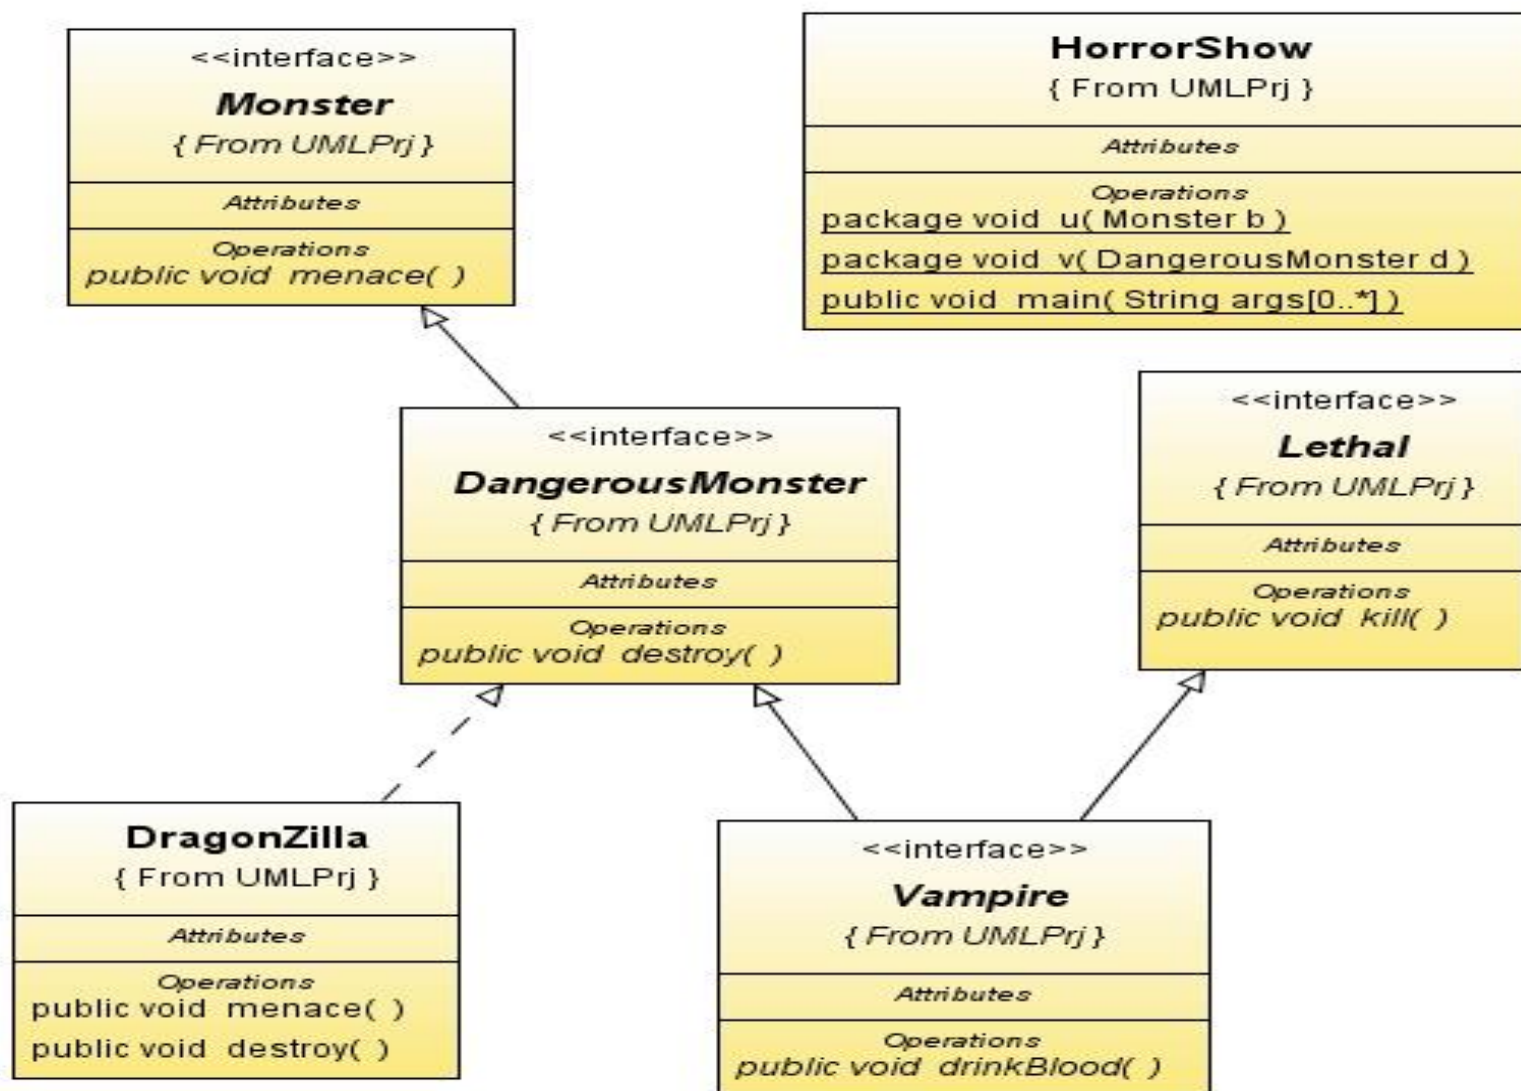 <<interface>>
Monster
{ From UMLPrj }
Attributes
Operations
public void menace( )
HorrorShow
{ From UMLPrj }
Attributes
Operations
package void u( Monster b )
package void v( DangerousMonster d )
public void main( String args[0..*] )
<<interface>>
DangerousMonster
{ From UMLPrj }
Attributes
Operations
public void destroy( )
<<interface>>
Lethal
{ From UMLPrj }
Attributes
Operations
public void kill( )
DragonZilla
{ From UMLPrj }
Attributes
Operations
public void menace( )
public void destroy( )
<<interface>>
Vampire
{ From UMLPrj }
Attributes
Operations
public void drinkBlood( )